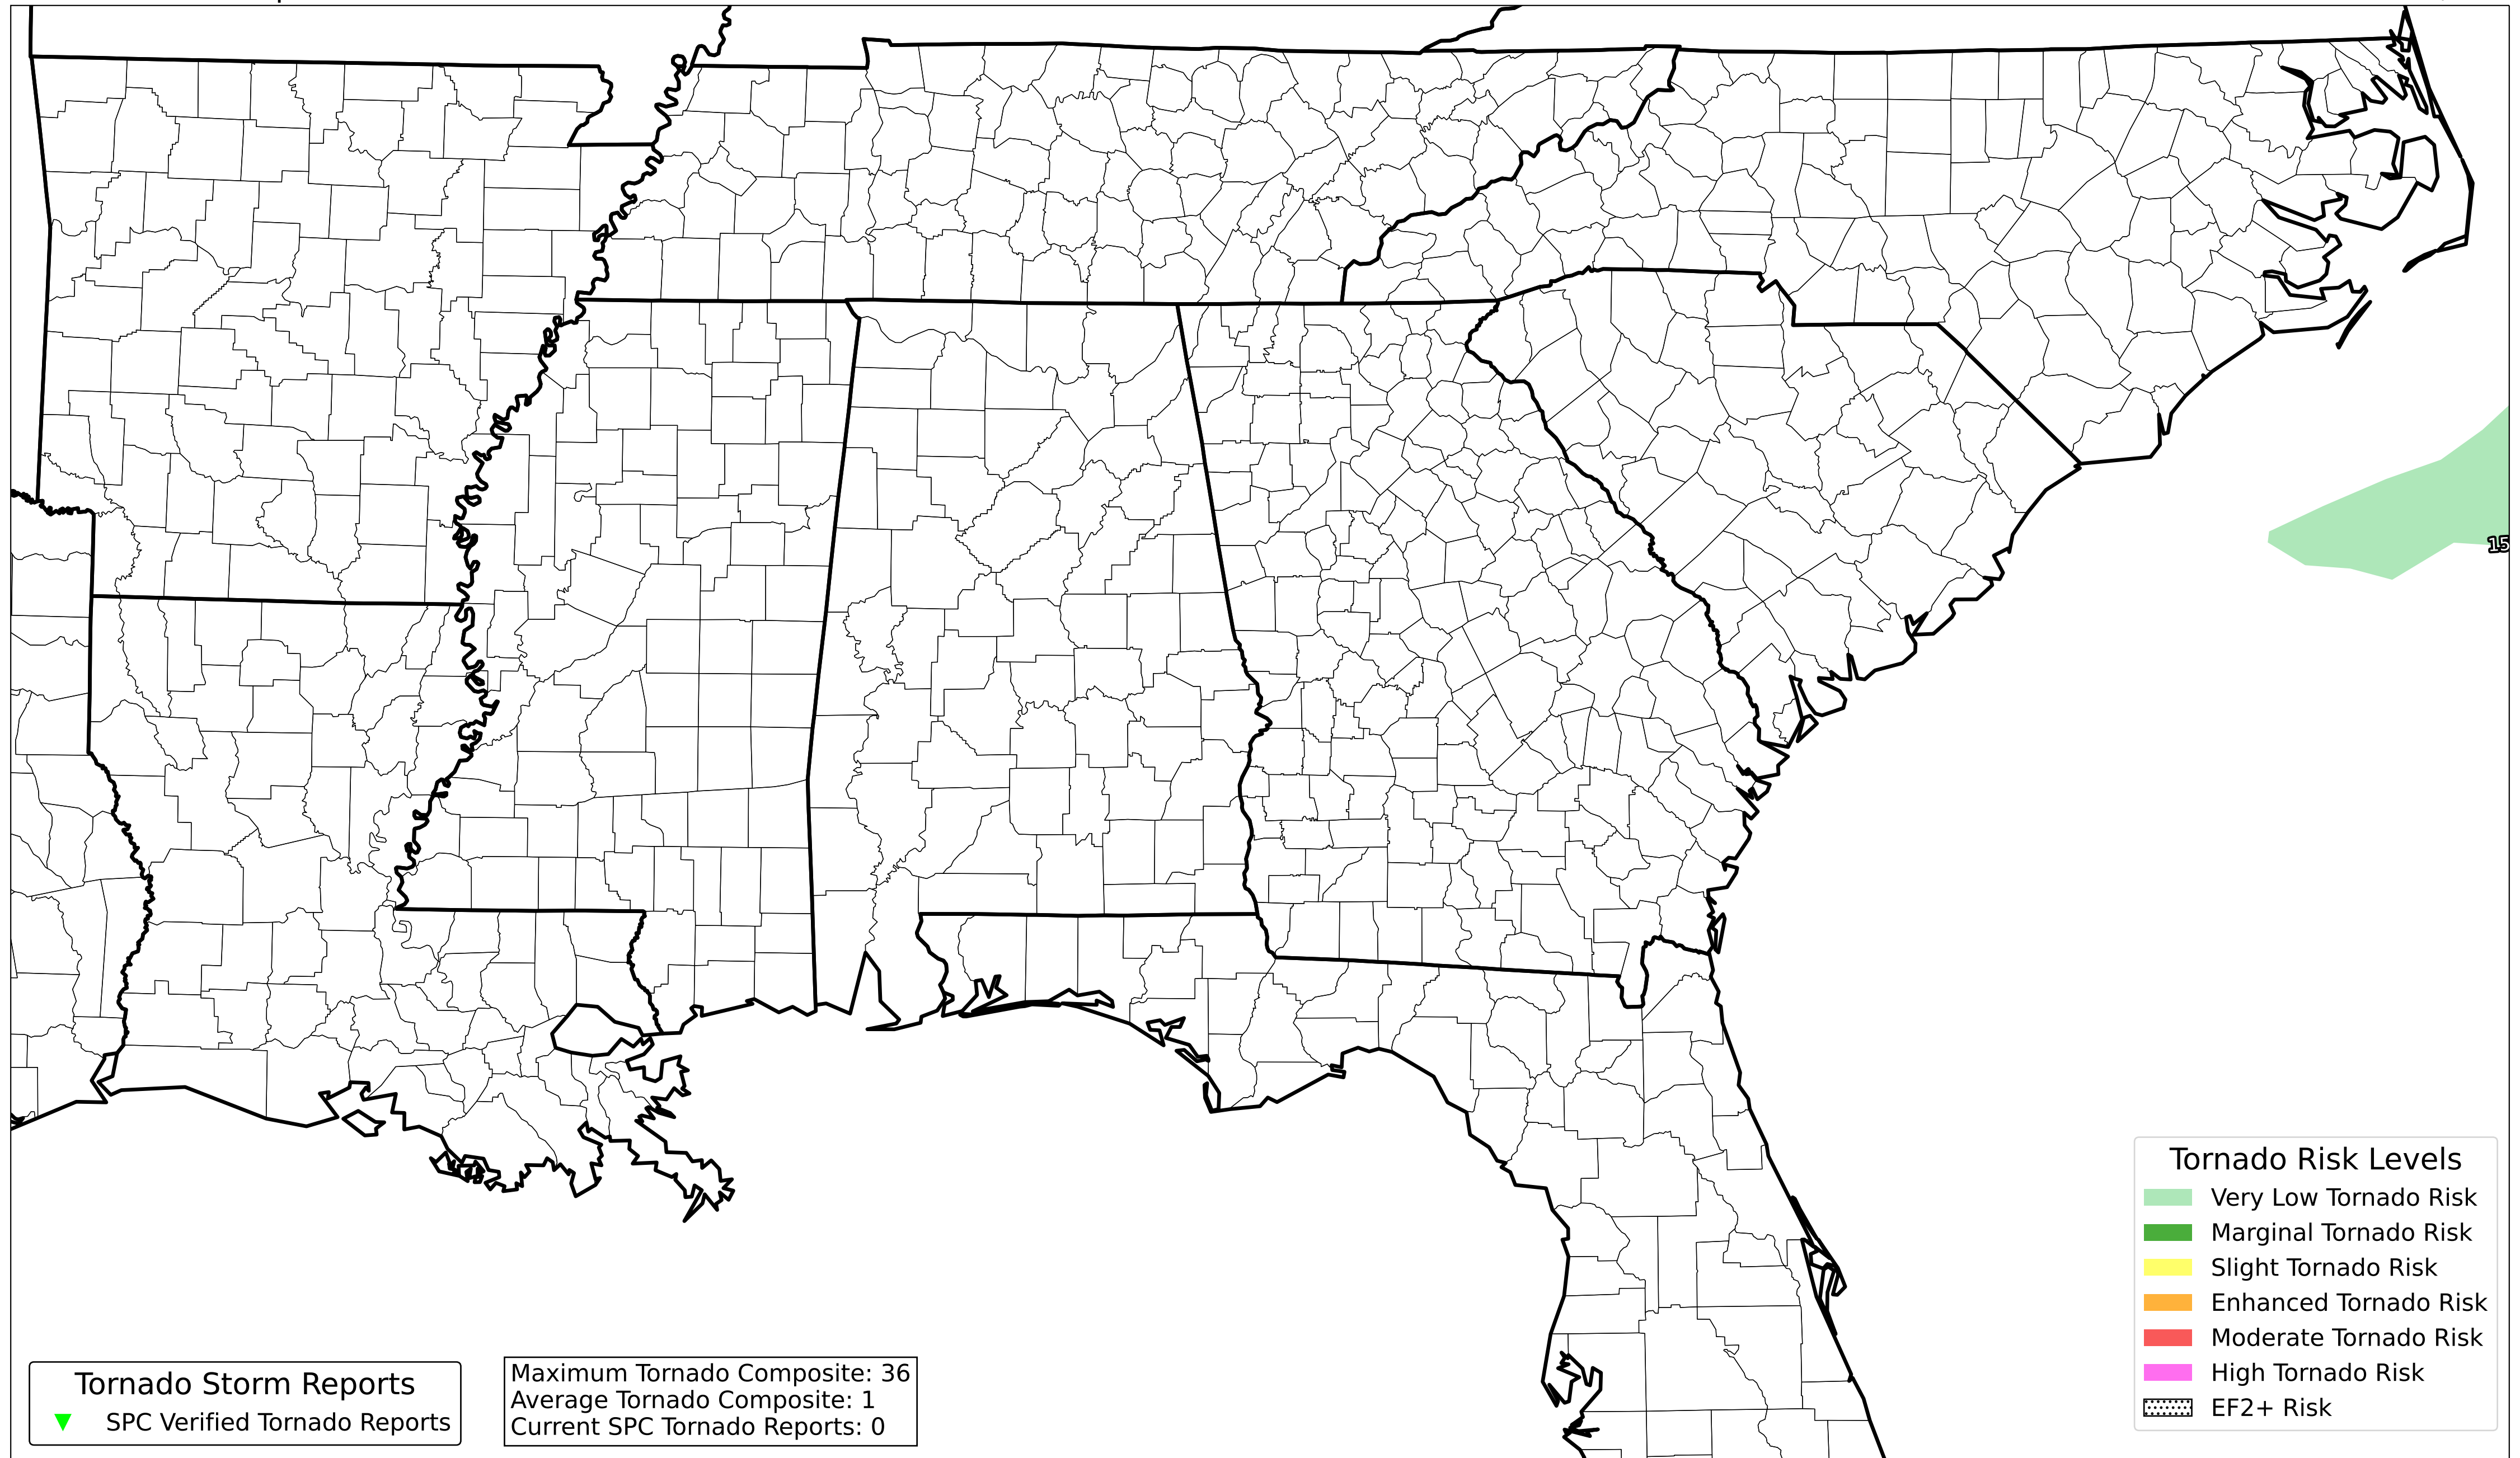 15
Tornado Risk Levels
Very Low Tornado Risk
Marginal Tornado Risk
Slight Tornado Risk
Enhanced Tornado Risk
Moderate Tornado Risk
High Tornado Risk
EF2+ Risk
Tornado Storm Reports
SPC Verified Tornado Reports
Maximum Tornado Composite: 36
Average Tornado Composite: 1
Current SPC Tornado Reports: 0